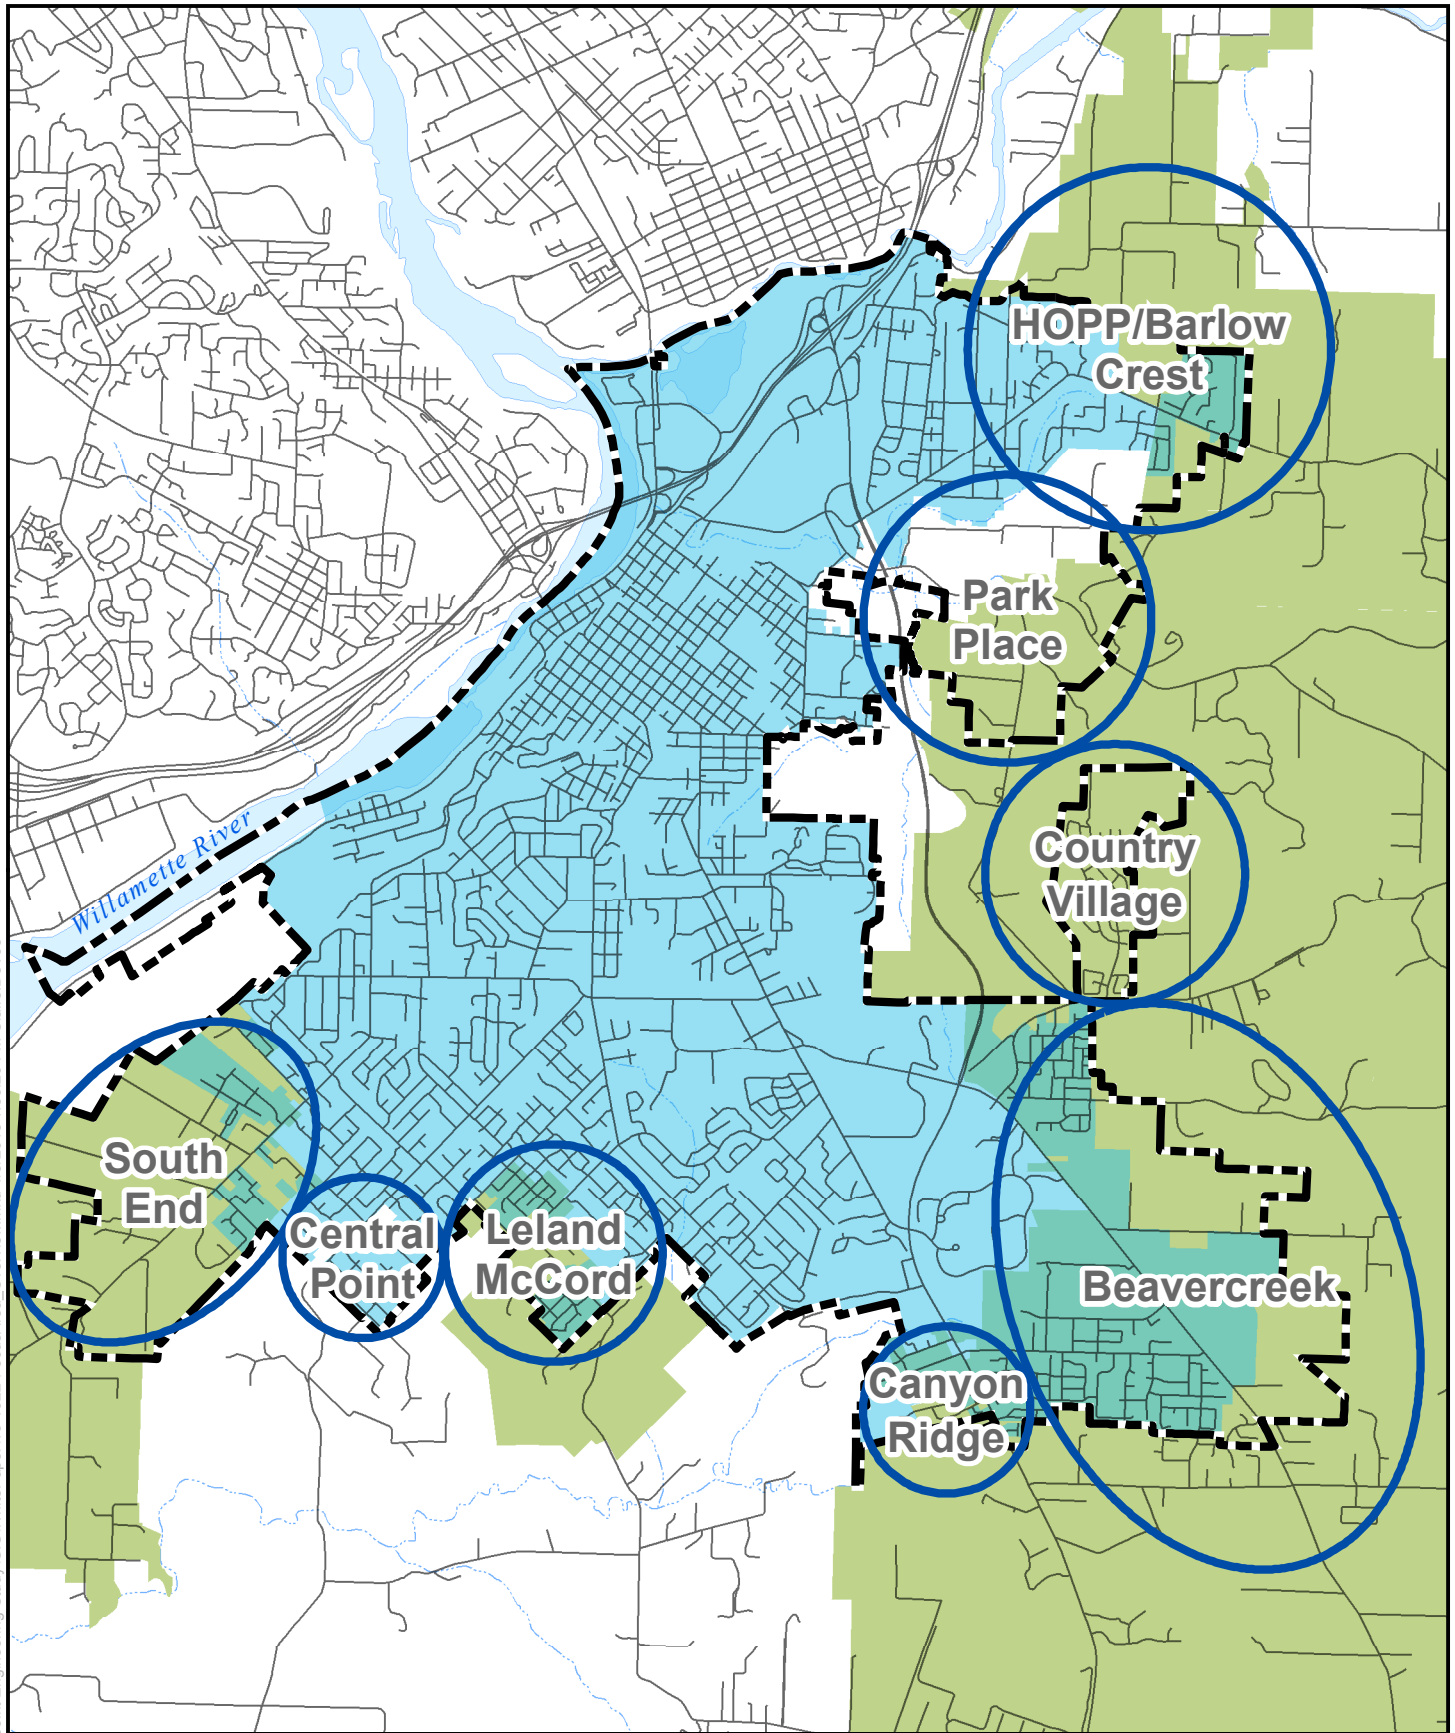 HOPP/Barlow
Crest
Park
Place
Country
Village
Willamette River
South
End
Central
Point
Leland
McCord
Beavercreek
Canyon
Ridge